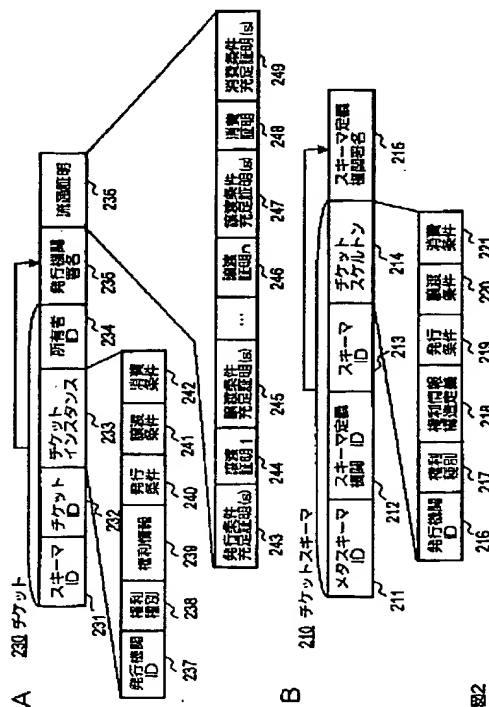 A
230 チケット
スキーマ ID
チケット ID
チケット インスタンス
所有者 ID
発行機関 署名
流通証明
231
232
233
234
235
236
発行機関 ID
権利 種別
権利情報
発行 条件
譲渡 条件
消費 条件
237
238
239
240
241
242
発行条件 充足証明(s)
譲渡 証明 1
譲渡条件 充足証明(s)
…
譲渡 証明 n
譲渡条件 充足証明(s)
消費 証明
消費条件 充足証明(s)
243
244
245
246
247
248
249
B
210 チケットスキーマ
メタスキーマ ID
スキーマ定義 機関 ID
スキーマ ID
チケット スケルトン
スキーマ定義 機関署名
211
212
213
214
215
発行機関 ID
権利 種別
権利情報 構造定義
発行 条件
譲渡 条件
消費 条件
216
217
218
219
220
221
図2